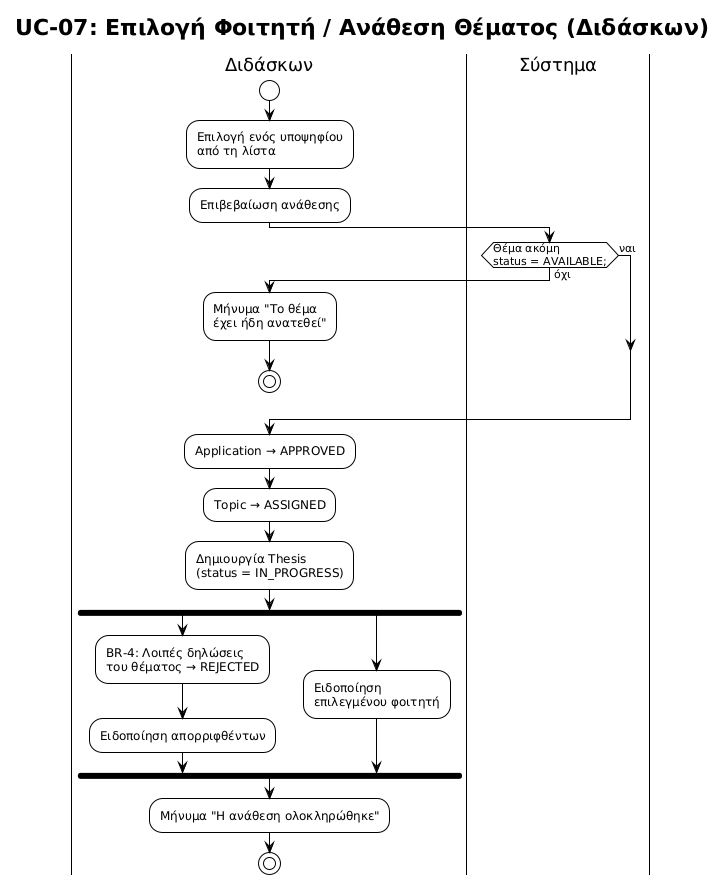 UC-07: Επιλογή Φοιτητή / Ανάθεση Θέματος (Διδάσκων)
Διδάσκων
Σύστημα
Επιλογή ενός υποψηφίου
από τη λίστα
Επιβεβαίωση ανάθεσης
Θέμα ακόμη
status = AVAILABLE;
ναι
όχι
Μήνυμα "Το θέμα
έχει ήδη ανατεθεί"
Application → APPROVED
Topic → ASSIGNED
Δημιουργία Thesis
(status = IN_PROGRESS)
BR-4: Λοιπές δηλώσεις
του θέματος → REJECTED
Ειδοποίηση απορριφθέντων
Ειδοποίηση
επιλεγμένου φοιτητή
Μήνυμα "Η ανάθεση ολοκληρώθηκε"